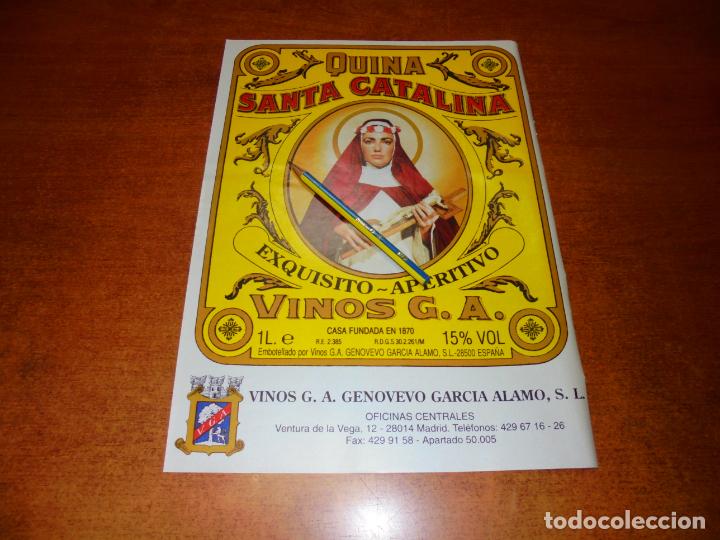 QUINA
SANTA CATALINA
EXQUISITO ~ APERITIVO
VINOS G. A.
CASA FUNDADA EN 1870
1L. e R.E. 2.385 R.D.G.S 30.2.261/M 15% VOL
Embotellado por Vinos G.A. GENOVEVO GARCIA ALAMO, S.L-28500 ESPAÑA
VINOS G. A. GENOVEVO GARCIA ALAMO, S. L.
OFICINAS CENTRALES
Ventura de la Vega, 12 - 28014 Madrid. Teléfonos: 429 67 16 - 26
Fax: 429 91 58 - Apartado 50.005
V G A
todocoleccion
todocoleccion.net